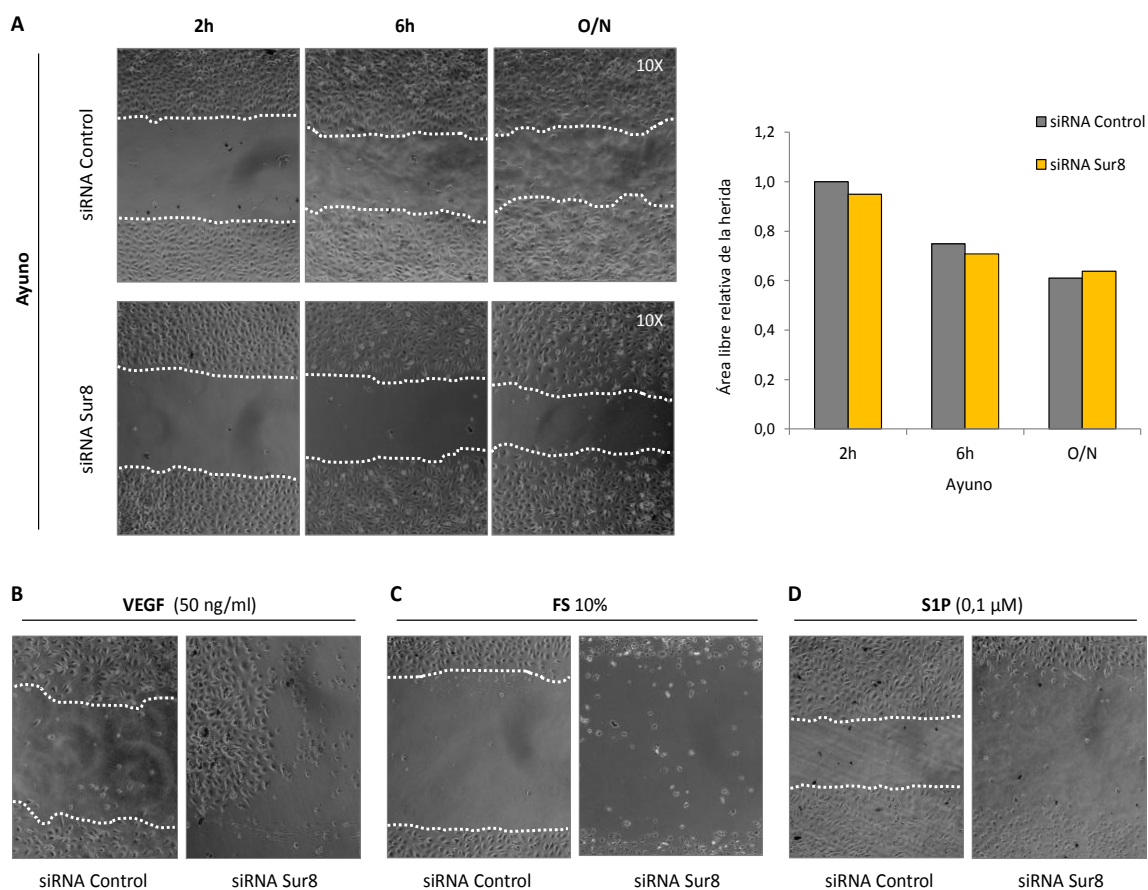 A
2h 6h O/N
Ayuno
siRNA Control
10X
siRNA Sur8
10X
siRNA Control
siRNA Sur8
Área libre relativa de la herida
1,2
1,0
0,8
0,6
0,4
0,2
0,0
2h 6h O/N
Ayuno
B
VEGF (50 ng/ml)
siRNA Control siRNA Sur8
C
FS 10%
siRNA Control siRNA Sur8
D
S1P (0,1 µM)
siRNA Control siRNA Sur8